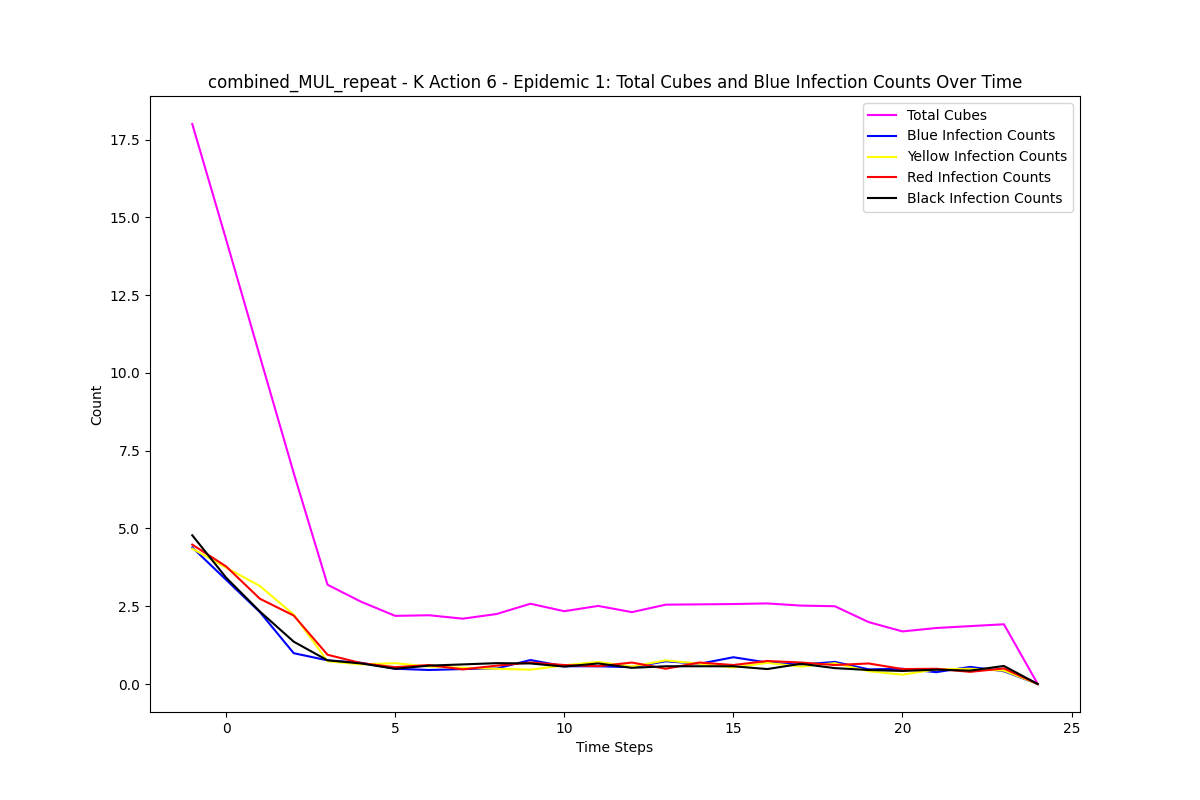 combined_MUL_repeat - K Action 6 - Epidemic 1: Total Cubes and Blue Infection Counts Over Time
Total Cubes
Blue Infection Counts
Yellow Infection Counts
Red Infection Counts
Black Infection Counts
17.5
15.0
12.5
10.0
7.5
5.0
2.5
0.0
Count
0 5 10 15 20 25
Time Steps